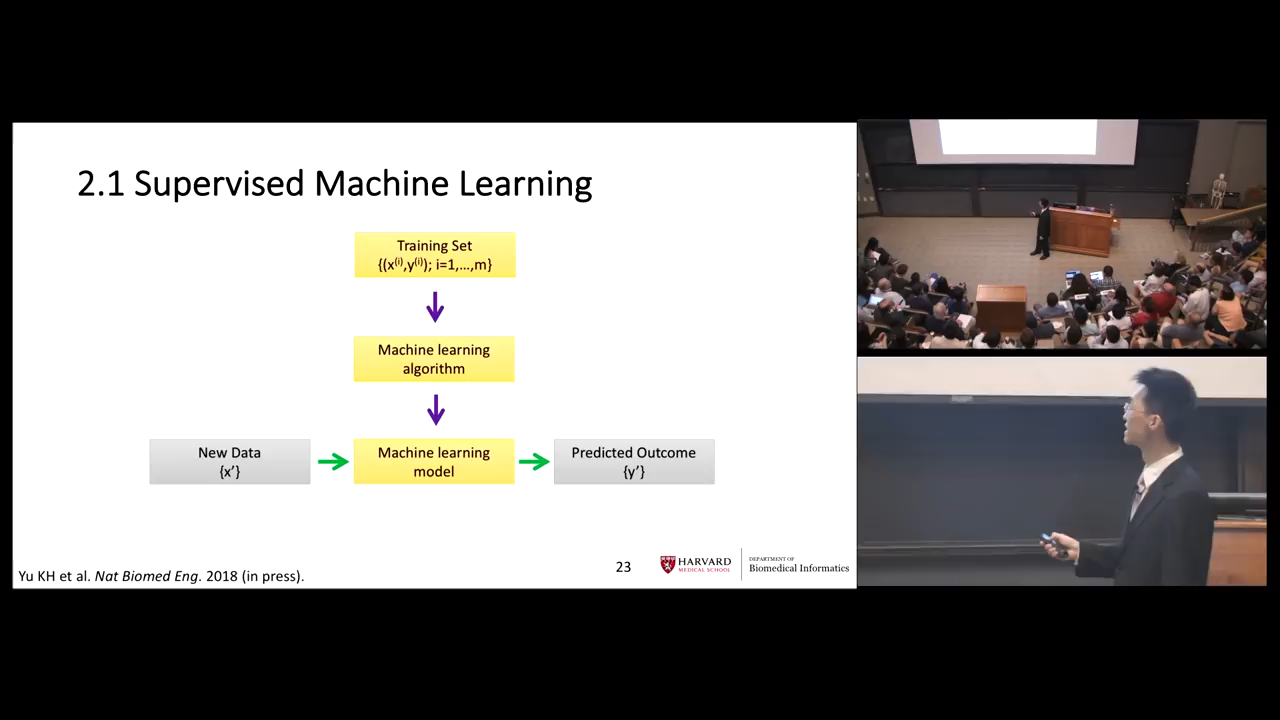 2.1 Supervised Machine Learning
Training Set
{(x⁽ⁱ⁾,y⁽ⁱ⁾); i=1,...,m}
Machine learning
algorithm
New Data
{x’}
Machine learning
model
Predicted Outcome
{y’}
Yu KH et al. Nat Biomed Eng. 2018 (in press).
23
HARVARD
MEDICAL SCHOOL
DEPARTMENT OF
Biomedical Informatics